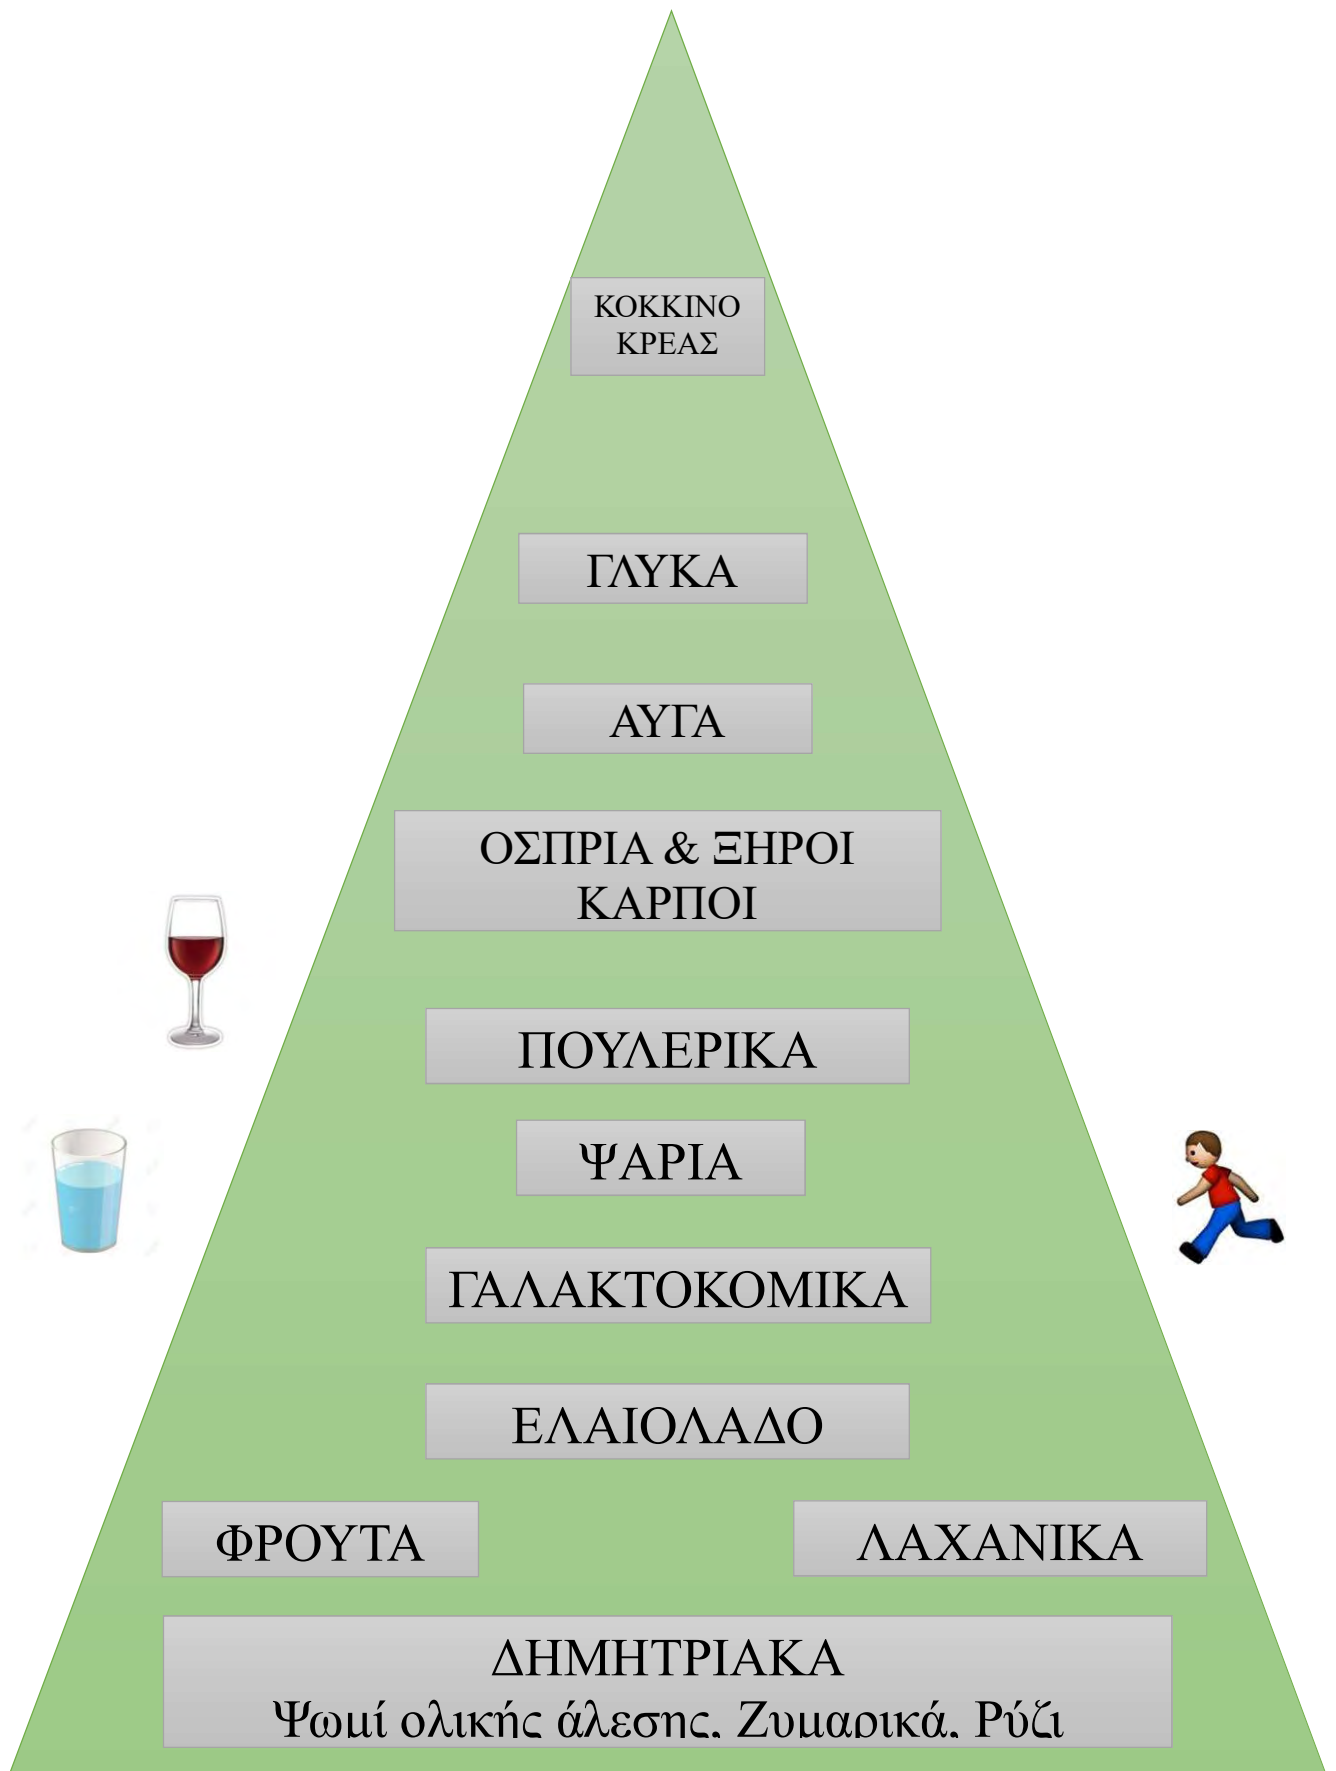 ΚΟΚΚΙΝΟ
ΚΡΕΑΣ
ΓΛΥΚΑ
ΑΥΓΑ
ΟΣΠΡΙΑ & ΞΗΡΟΙ
ΚΑΡΠΟΙ
ΠΟΥΛΕΡΙΚΑ
ΨΑΡΙΑ
ΓΑΛΑΚΤΟΚΟΜΙΚΑ
ΕΛΑΙΟΛΑΔΟ
ΦΡΟΥΤΑ ΛΑΧΑΝΙΚΑ
ΔΗΜΗΤΡΙΑΚΑ
Ψωμί ολικής άλεσης, Ζυμαρικά, Ρύζι